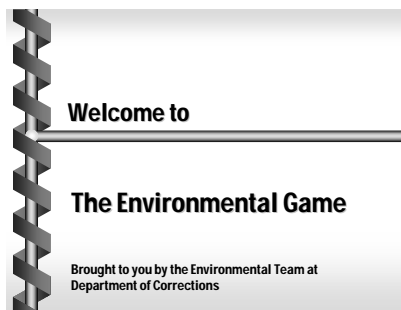 Welcome to
The Environmental Game
Brought to you by the Environmental Team at
Department of Corrections